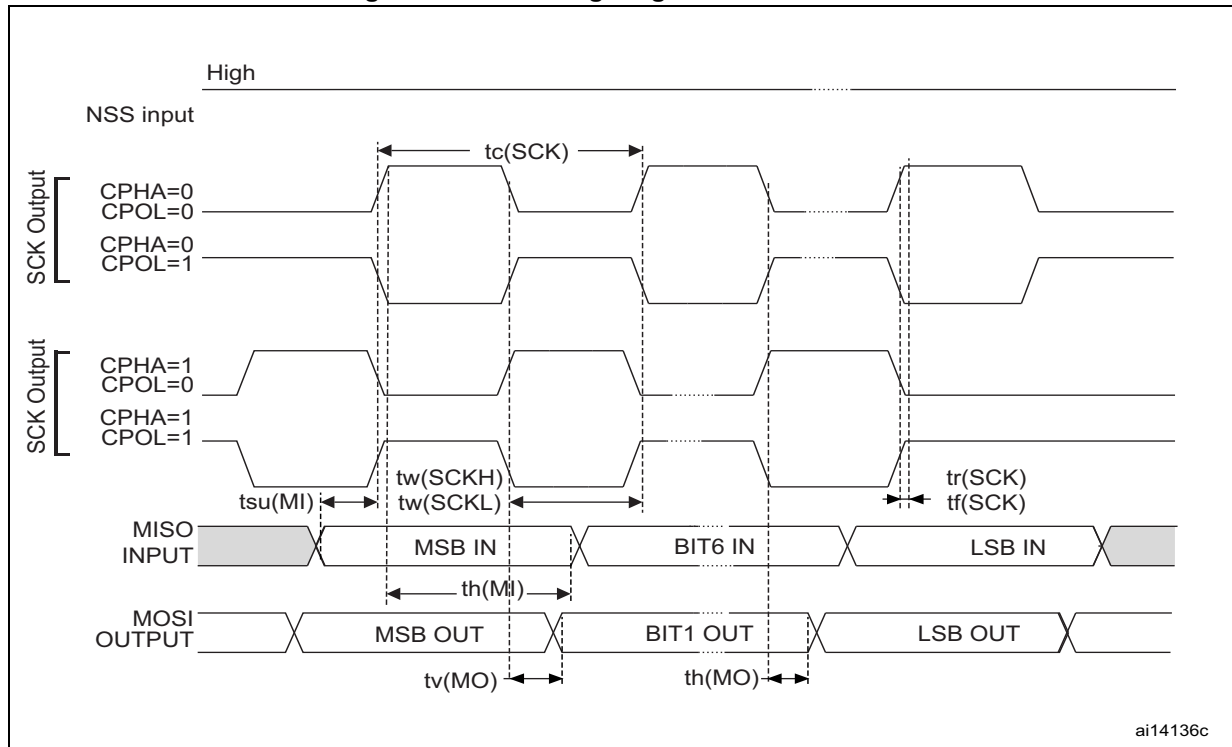 High
NSS input
tc(SCK)
SCK Output
CPHA=0
CPOL=0
CPHA=0
CPOL=1
SCK Output
CPHA=1
CPOL=0
CPHA=1
CPOL=1
tw(SCKH)
tw(SCKL)
tr(SCK)
tf(SCK)
tsu(MI)
MISO
INPUT
MSB IN
BIT6 IN
LSB IN
th(MI)
MOSI
OUTPUT
MSB OUT
BIT1 OUT
LSB OUT
tv(MO)
th(MO)
ai14136c